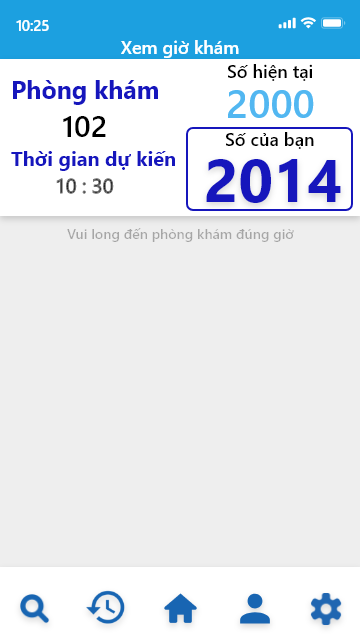 10:25
Xem giờ khám
Phòng khám
102
Thời gian dự kiến
10 : 30
Số hiện tại
2000
Số của bạn
2014
Vui long đến phòng khám đúng giờ